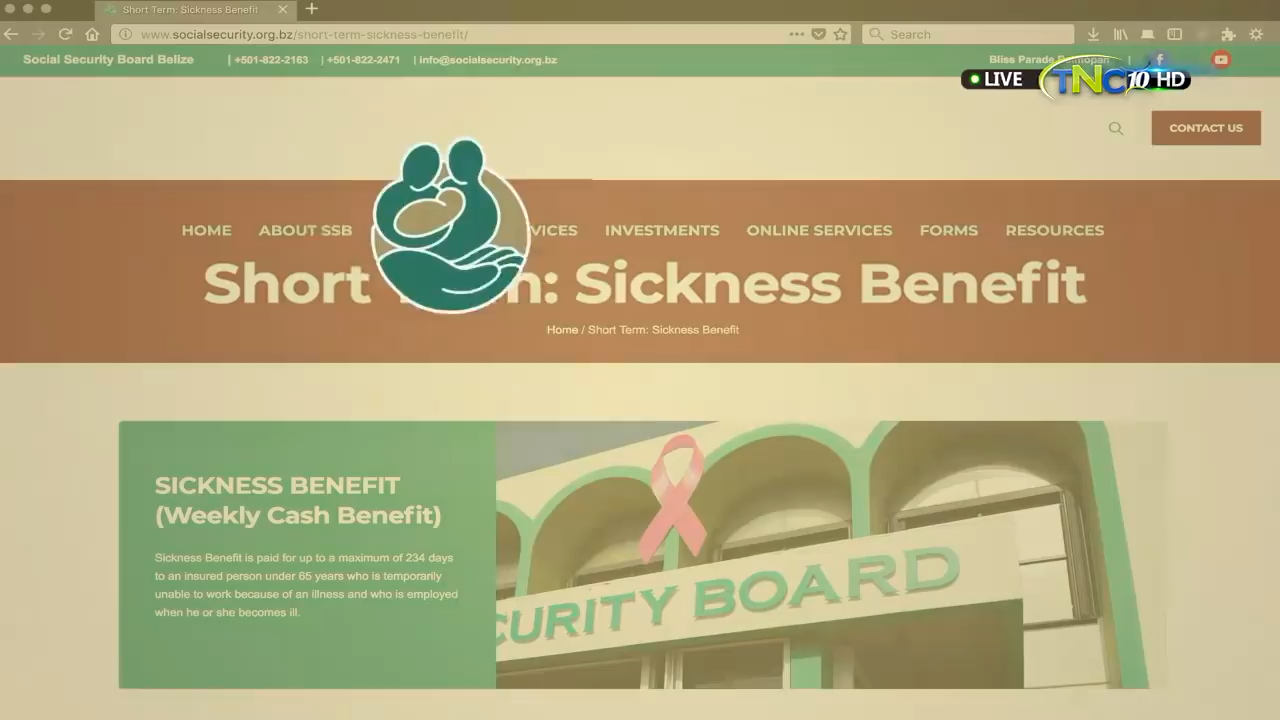 Short Term: Sickness Benefit
www.socialsecurity.org.bz/short-term-sickness-benefit/
Search
Social Security Board Belize | +501-822-2163 | +501-822-2471 | info@socialsecurity.org.bz
Bliss Parade Belmopan |
LIVE TNC 10 HD
CONTACT US
HOME ABOUT SSB VICES INVESTMENTS ONLINE SERVICES FORMS RESOURCES
Short m: Sickness Benefit
Home / Short Term: Sickness Benefit
SICKNESS BENEFIT
(Weekly Cash Benefit)
Sickness Benefit is paid for up to a maximum of 234 days
to an insured person under 65 years who is temporarily
unable to work because of an illness and who is employed
when he or she becomes ill.
CURITY BOARD